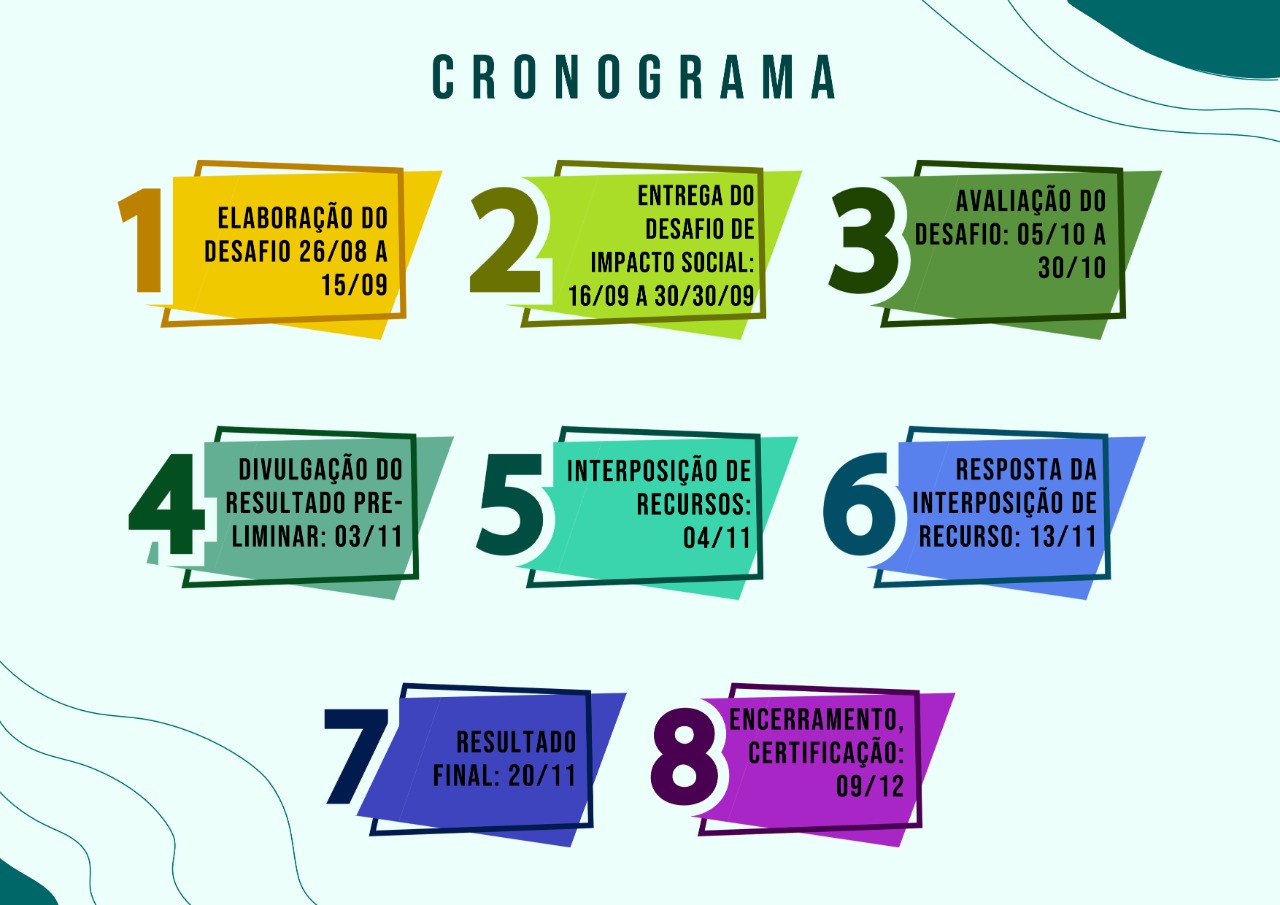 CRONOGRAMA
1
ELABORAÇÃO DO
DESAFIO 26/08 A
15/09
2
ENTREGA DO
DESAFIO DE
IMPACTO SOCIAL:
16/09 A 30/30/09
3
AVALIAÇÃO DO
DESAFIO: 05/10 A
30/10
4
DIVULGAÇÃO DO
RESULTADO PRE-
LIMINAR: 03/11
5
INTERPOSIÇÃO DE
RECURSOS:
04/11
6
RESPOSTA DA
INTERPOSIÇÃO DE
RECURSO: 13/11
7
RESULTADO
FINAL: 20/11
8
ENCERRAMENTO,
CERTIFICAÇÃO:
09/12